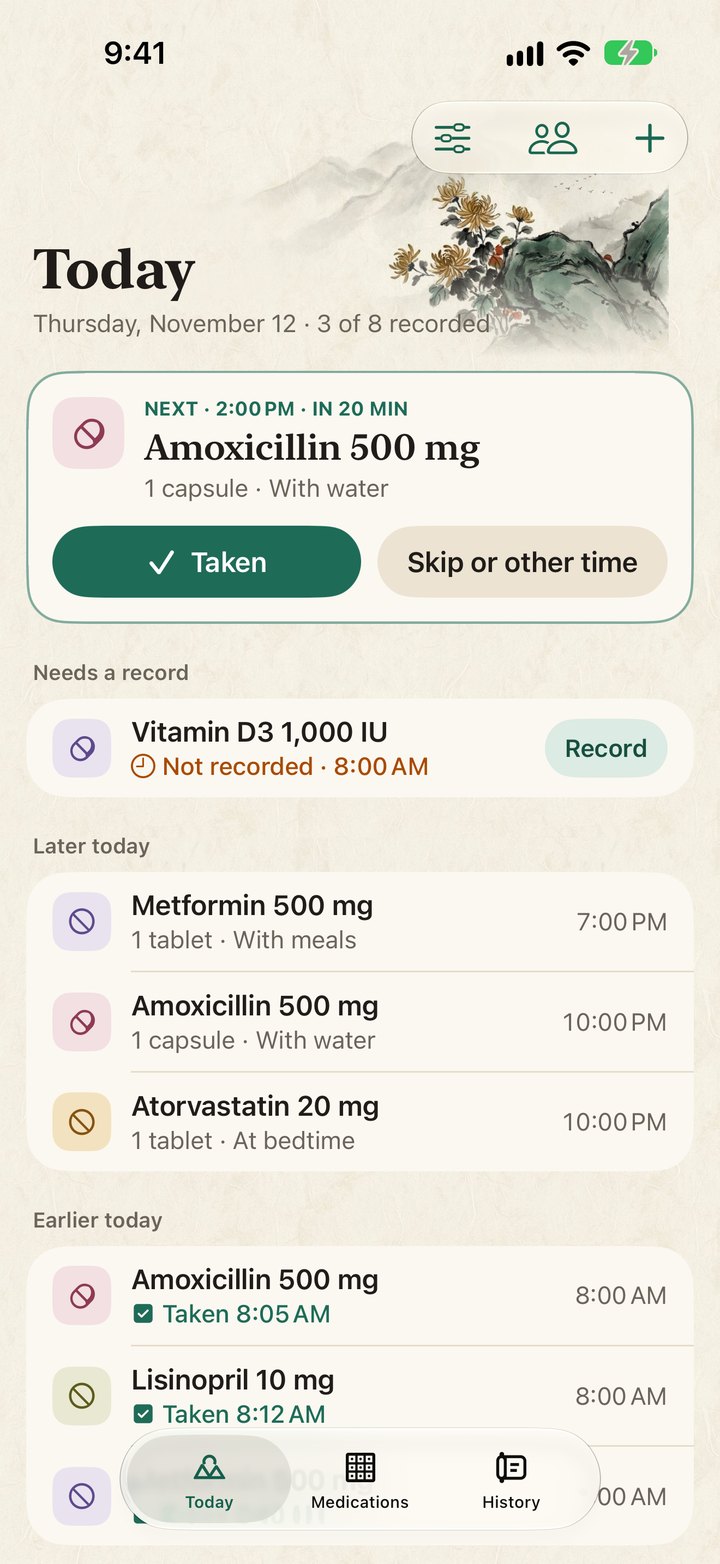 9:41
Today
Thursday, November 12 · 3 of 8 recorded
NEXT · 2:00 PM · IN 20 MIN
Amoxicillin 500 mg
1 capsule · With water
Taken
Skip or other time
Needs a record
Vitamin D3 1,000 IU
Not recorded · 8:00 AM
Record
Later today
Metformin 500 mg
1 tablet · With meals
7:00 PM
Amoxicillin 500 mg
1 capsule · With water
10:00 PM
Atorvastatin 20 mg
1 tablet · At bedtime
10:00 PM
Earlier today
Amoxicillin 500 mg
Taken 8:05 AM
8:00 AM
Lisinopril 10 mg
Taken 8:12 AM
8:00 AM
00 AM
Today
Medications
History